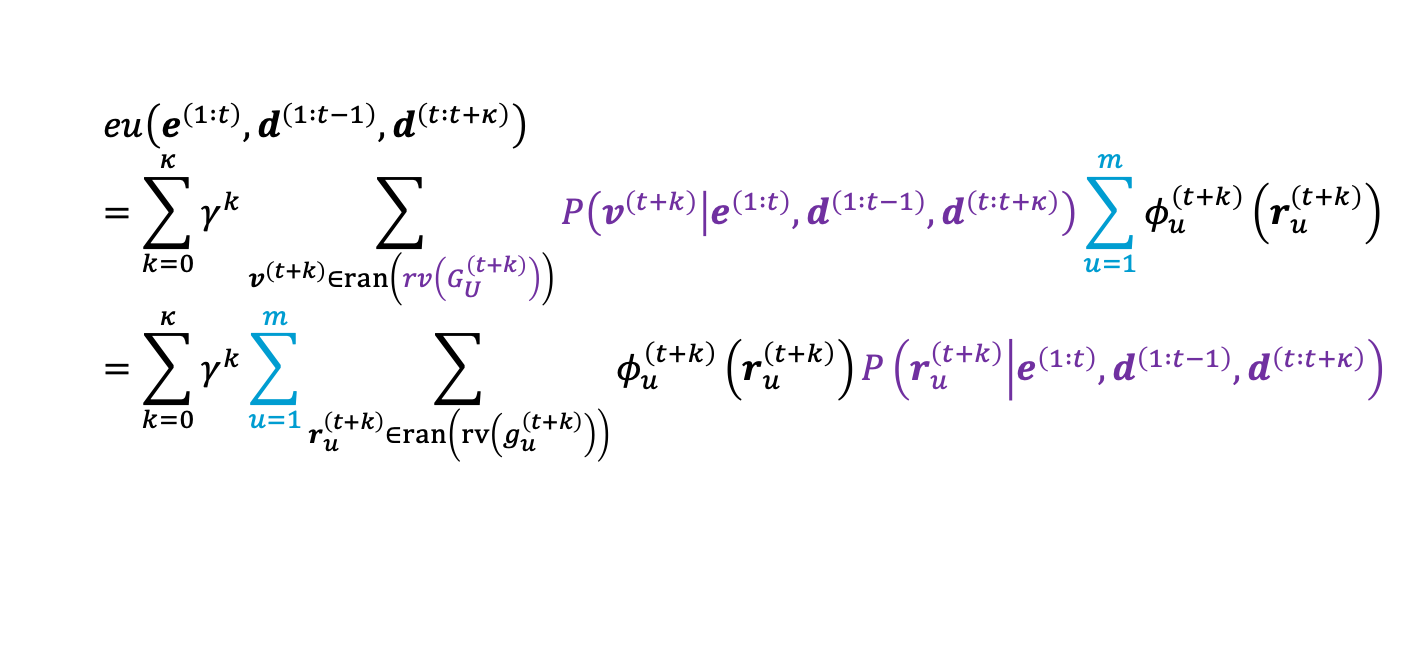 eu(𝒆^(1:t), 𝒅^(1:t−1), 𝒅^(t:t+κ))
= ∑_{k=0}^{κ} γ^k ∑_{𝒗^(t+k)∈ran(rv(G_U^(t+k)))} P(𝒗^(t+k)|𝒆^(1:t), 𝒅^(1:t−1), 𝒅^(t:t+κ)) ∑_{u=1}^{m} ϕ_u^(t+k)(𝒓_u^(t+k))
= ∑_{k=0}^{κ} γ^k ∑_{u=1}^{m} ∑_{𝒓_u^(t+k)∈ran(rv(g_u^(t+k)))} ϕ_u^(t+k)(𝒓_u^(t+k)) P(𝒓_u^(t+k)|𝒆^(1:t), 𝒅^(1:t−1), 𝒅^(t:t+κ))